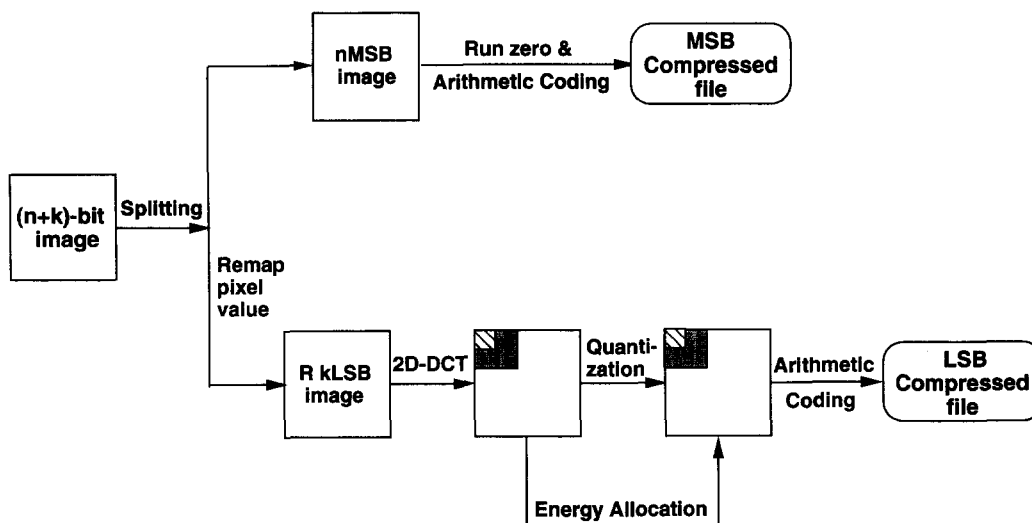 nMSB
image
Run zero &
Arithmetic Coding
MSB
Compressed
file
(n+k)-bit
image
Splitting
Remap
pixel
value
R kLSB
image
2D-DCT
Quanti-
zation
Arithmetic
Coding
LSB
Compressed
file
Energy Allocation